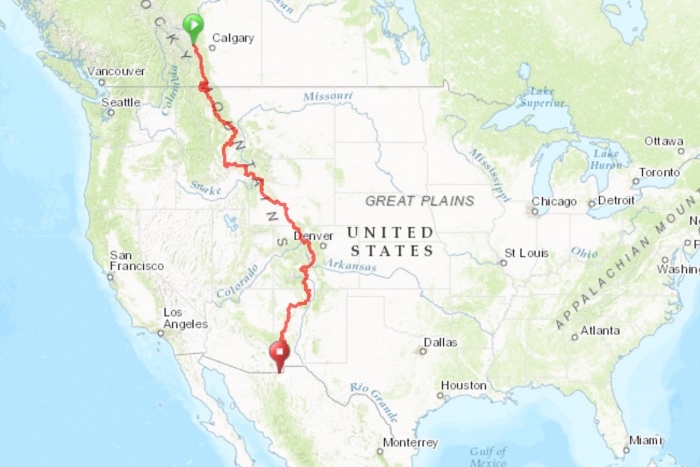 ROCKY MOUNTAINS
Calgary
Vancouver
Columbia
Seattle
Missouri
Lake
Superior
Ottawa
Mississippi
Lake
Huron
Toronto
Snake
GREAT PLAINS
Chicago
Detroit
Denver
UNITED
STATES
St Louis
Ohio
APPALACHIAN MOUN
Washing
San
Francisco
Colorado
Arkansas
Los
Angeles
Dallas
Atlanta
Rio Grande
Houston
Monterrey
Gulf of
Mexico
Miami